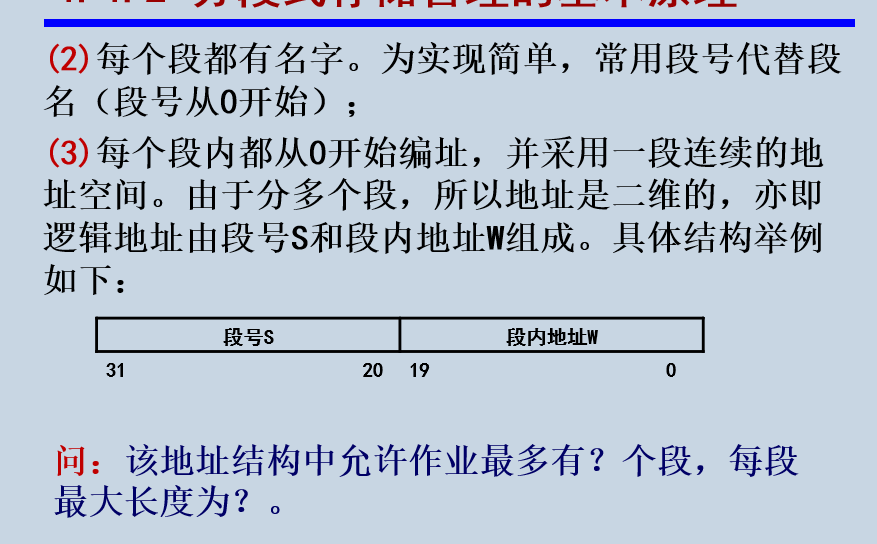 (2)每个段都有名字。为实现简单，常用段号代替段
名（段号从0开始）；
(3)每个段内都从0开始编址，并采用一段连续的地
址空间。由于分多个段，所以地址是二维的，亦即
逻辑地址由段号S和段内地址W组成。具体结构举例
如下：
段号S 段内地址W
31 20 19 0
问：该地址结构中允许作业最多有？个段，每段
最大长度为？。